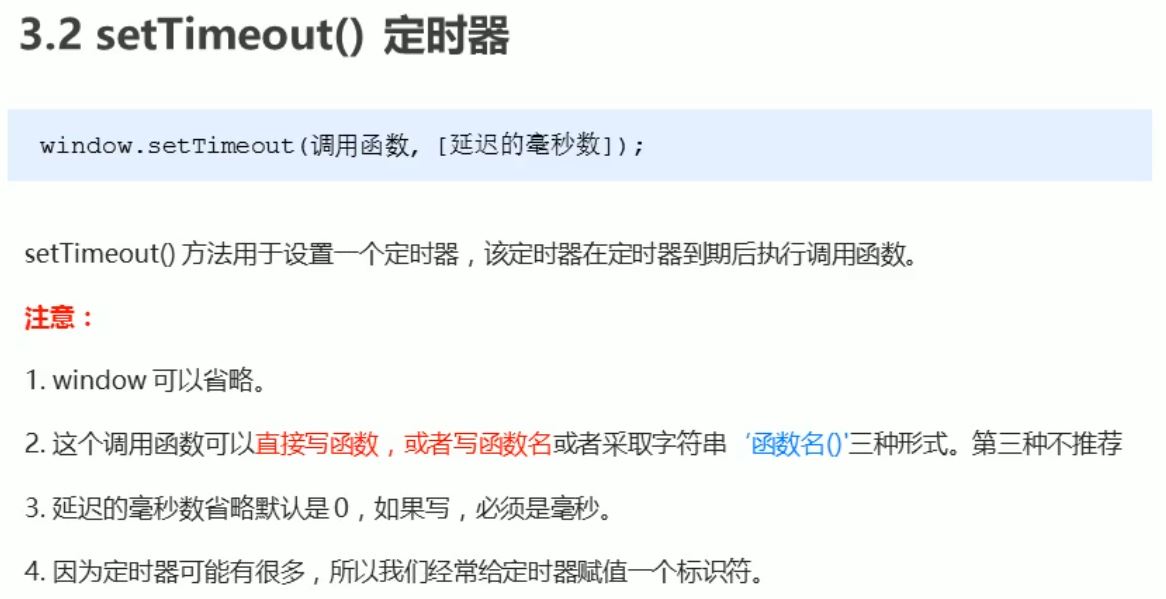 3.2 setTimeout() 定时器
window.setTimeout(调用函数, [延迟的毫秒数]);
setTimeout() 方法用于设置一个定时器，该定时器在定时器到期后执行调用函数。
注意：
1. window 可以省略。
2. 这个调用函数可以直接写函数，或者写函数名或者采取字符串‘函数名()'三种形式。第三种不推荐
3. 延迟的毫秒数省略默认是 0，如果写，必须是毫秒。
4. 因为定时器可能有很多，所以我们经常给定时器赋值一个标识符。